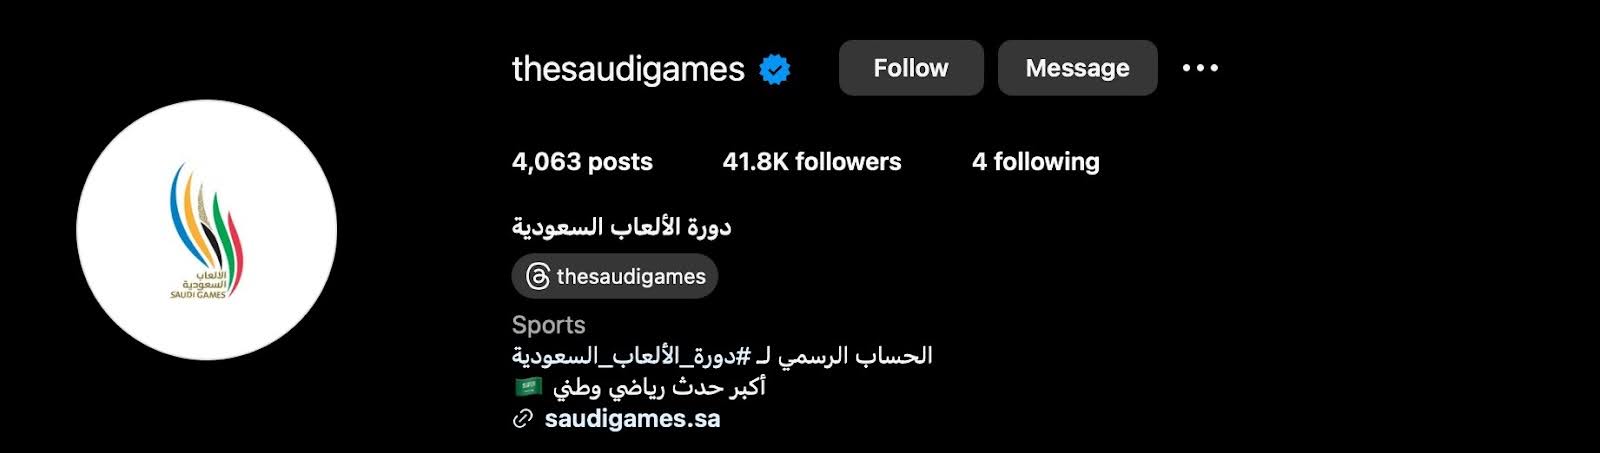 thesaudigames
Follow
Message
4,063 posts
41.8K followers
4 following
دورة الألعاب السعودية
thesaudigames
Sports
الحساب الرسمي لـ #دورة_الألعاب_السعودية
أكبر حدث رياضي وطني 🇸🇦
saudigames.sa
الألعاب
السعودية
SAUDI GAMES